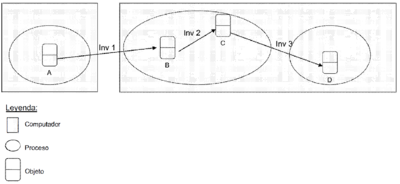 A
Inv 1
B
Inv 2
C
Inv 3
D
Leyenda:
Computador
Proceso
Objeto